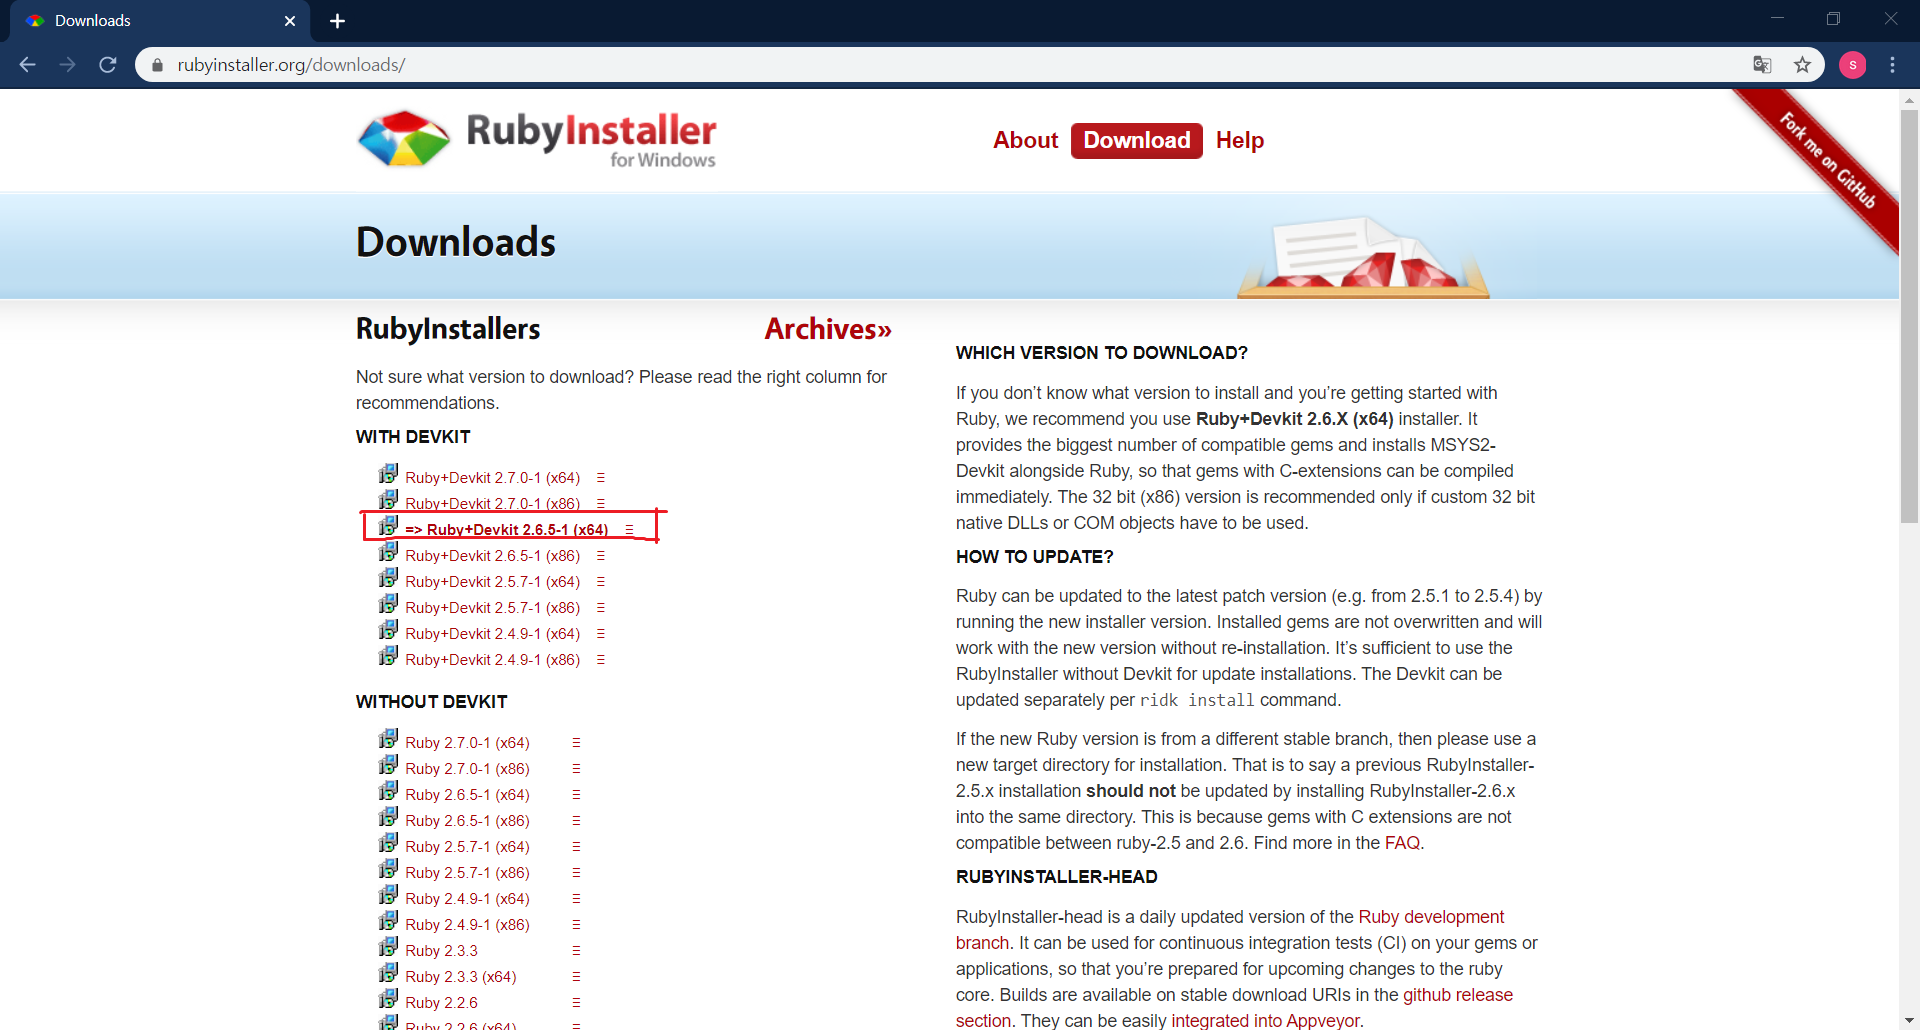 Downloads
rubyinstaller.org/downloads/
s
RubyInstaller
for Windows
About Download Help
Fork me on GitHub
Downloads
RubyInstallers Archives»
Not sure what version to download? Please read the right column for
recommendations.
WITH DEVKIT
Ruby+Devkit 2.7.0-1 (x64)
Ruby+Devkit 2.7.0-1 (x86)
=> Ruby+Devkit 2.6.5-1 (x64)
Ruby+Devkit 2.6.5-1 (x86)
Ruby+Devkit 2.5.7-1 (x64)
Ruby+Devkit 2.5.7-1 (x86)
Ruby+Devkit 2.4.9-1 (x64)
Ruby+Devkit 2.4.9-1 (x86)
WITHOUT DEVKIT
Ruby 2.7.0-1 (x64)
Ruby 2.7.0-1 (x86)
Ruby 2.6.5-1 (x64)
Ruby 2.6.5-1 (x86)
Ruby 2.5.7-1 (x64)
Ruby 2.5.7-1 (x86)
Ruby 2.4.9-1 (x64)
Ruby 2.4.9-1 (x86)
Ruby 2.3.3
Ruby 2.3.3 (x64)
Ruby 2.2.6
Ruby 2.2.6 (x64)
WHICH VERSION TO DOWNLOAD?
If you don’t know what version to install and you’re getting started with
Ruby, we recommend you use Ruby+Devkit 2.6.X (x64) installer. It
provides the biggest number of compatible gems and installs MSYS2-
Devkit alongside Ruby, so that gems with C-extensions can be compiled
immediately. The 32 bit (x86) version is recommended only if custom 32 bit
native DLLs or COM objects have to be used.
HOW TO UPDATE?
Ruby can be updated to the latest patch version (e.g. from 2.5.1 to 2.5.4) by
running the new installer version. Installed gems are not overwritten and will
work with the new version without re-installation. It’s sufficient to use the
RubyInstaller without Devkit for update installations. The Devkit can be
updated separately per ridk install command.
If the new Ruby version is from a different stable branch, then please use a
new target directory for installation. That is to say a previous RubyInstaller-
2.5.x installation should not be updated by installing RubyInstaller-2.6.x
into the same directory. This is because gems with C extensions are not
compatible between ruby-2.5 and 2.6. Find more in the FAQ.
RUBYINSTALLER-HEAD
RubyInstaller-head is a daily updated version of the Ruby development
branch. It can be used for continuous integration tests (CI) on your gems or
applications, so that you’re prepared for upcoming changes to the ruby
core. Builds are available on stable download URIs in the github release
section. They can be easily integrated into Appveyor.